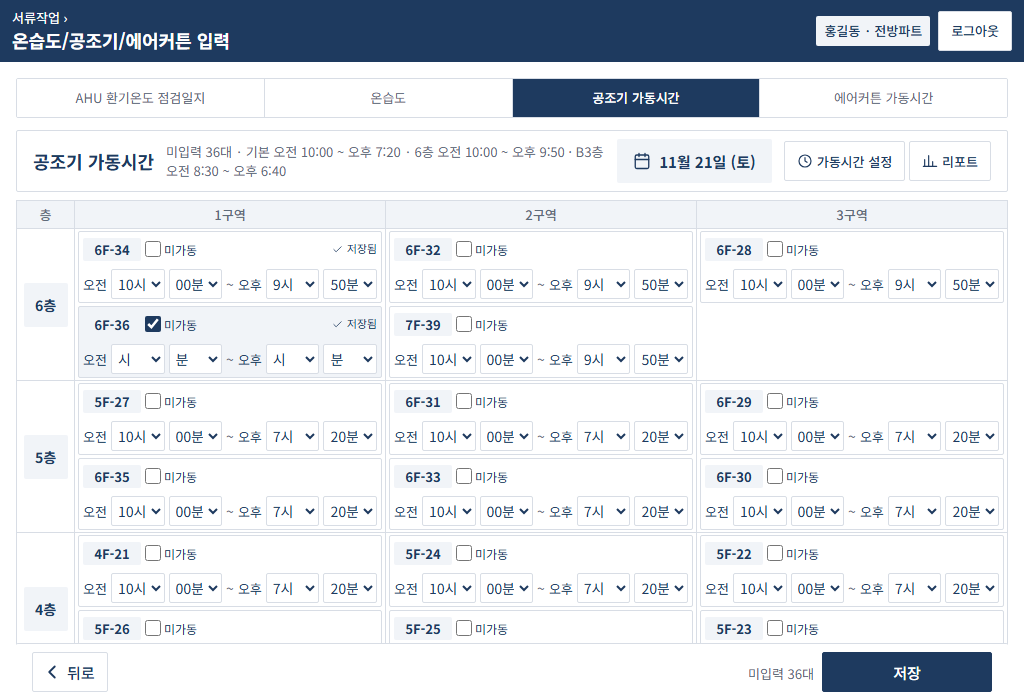 서류작업 ›
온습도/공조기/에어커튼 입력
홍길동 · 전방파트
로그아웃
AHU 환기온도 점검일지
온습도
공조기 가동시간
에어커튼 가동시간
공조기 가동시간
미입력 36대 · 기본 오전 10:00 ~ 오후 7:20 · 6층 오전 10:00 ~ 오후 9:50 · B3층
오전 8:30 ~ 오후 6:40
11월 21일 (토)
가동시간 설정
리포트
층 1구역 2구역 3구역
6층
6F-34 미가동 저장됨
오전 10시 00분 ~ 오후 9시 50분
6F-32 미가동
오전 10시 00분 ~ 오후 9시 50분
6F-28 미가동
오전 10시 00분 ~ 오후 9시 50분
6F-36 미가동 저장됨
오전 시 분 ~ 오후 시 분
7F-39 미가동
오전 10시 00분 ~ 오후 9시 50분
5층
5F-27 미가동
오전 10시 00분 ~ 오후 7시 20분
6F-31 미가동
오전 10시 00분 ~ 오후 7시 20분
6F-29 미가동
오전 10시 00분 ~ 오후 7시 20분
6F-35 미가동
오전 10시 00분 ~ 오후 7시 20분
6F-33 미가동
오전 10시 00분 ~ 오후 7시 20분
6F-30 미가동
오전 10시 00분 ~ 오후 7시 20분
4층
4F-21 미가동
오전 10시 00분 ~ 오후 7시 20분
5F-24 미가동
오전 10시 00분 ~ 오후 7시 20분
5F-22 미가동
오전 10시 00분 ~ 오후 7시 20분
5F-26 미가동
5F-25 미가동
5F-23 미가동
뒤로
미입력 36대
저장